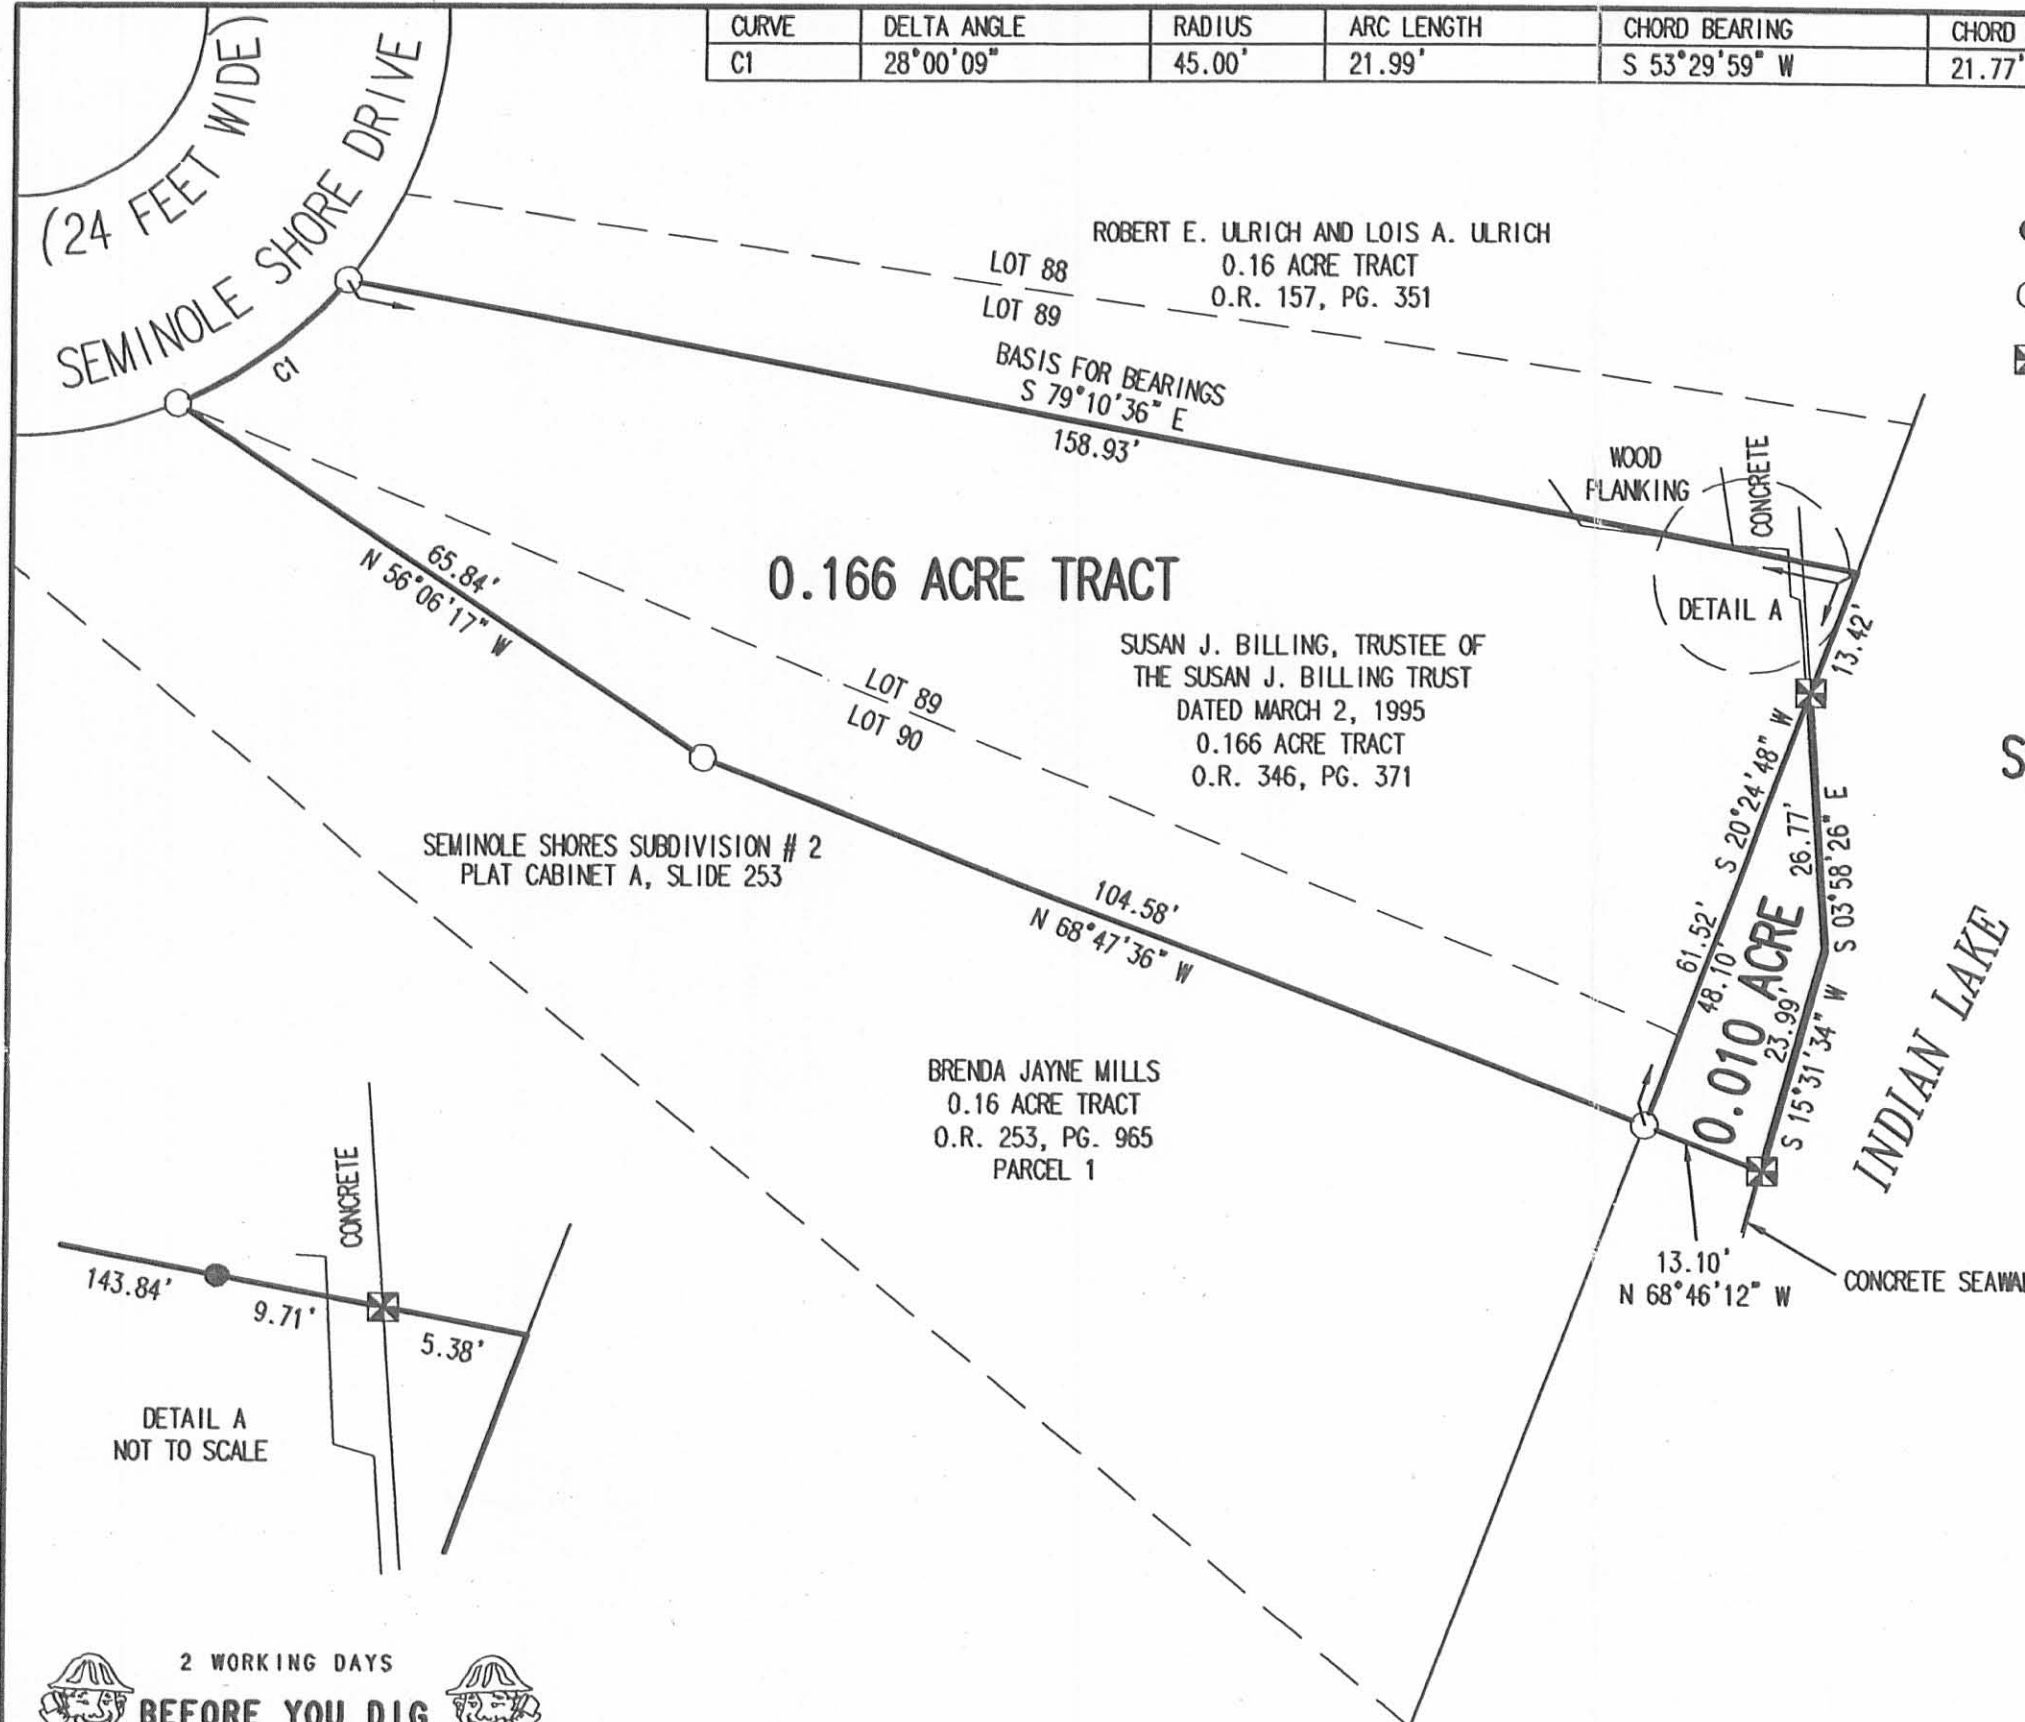 CURVE DELTA ANGLE RADIUS ARC LENGTH CHORD BEARING CHORD
C1 28°00'09" 45.00' 21.99' S 53°29'59" W 21.77'
(24 FEET WIDE)
SEMINOLE SHORE DRIVE
C1
ROBERT E. ULRICH AND LOIS A. ULRICH
0.16 ACRE TRACT
O.R. 157, PG. 351
LOT 88
LOT 89
BASIS FOR BEARINGS
S 79°10'36" E
158.93'
WOOD
PLANKING
CONCRETE
DETAIL A
13.42'
65.84'
N 56°06'17" W
0.166 ACRE TRACT
SUSAN J. BILLING, TRUSTEE OF
THE SUSAN J. BILLING TRUST
DATED MARCH 2, 1995
0.166 ACRE TRACT
O.R. 346, PG. 371
LOT 89
LOT 90
S
SEMINOLE SHORES SUBDIVISION # 2
PLAT CABINET A, SLIDE 253
104.58'
N 68°47'36" W
S 20°24'48" W
61.52'
48.10'
0.010 ACRE
26.77'
S 03°58'26" E
23.99'
S 15°31'34" W
INDIAN LAKE
BRENDA JAYNE MILLS
0.16 ACRE TRACT
O.R. 253, PG. 965
PARCEL 1
13.10'
N 68°46'12" W
CONCRETE SEAWA
CONCRETE
143.84'
9.71'
5.38'
DETAIL A
NOT TO SCALE
2 WORKING DAYS
BEFORE YOU DIG